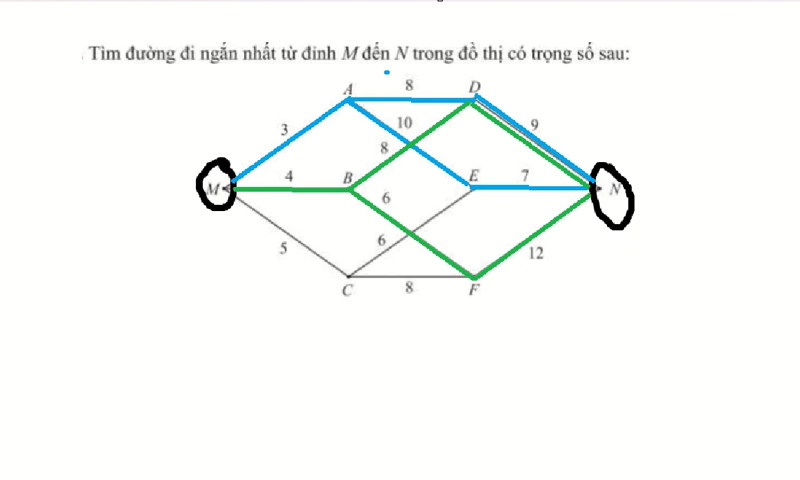 Tìm đường đi ngắn nhất từ đỉnh M đến N trong đồ thị có trọng số sau:
A 8 D
3 10 9
8
M 4 B E 7 N
6
5 6 12
C 8 F